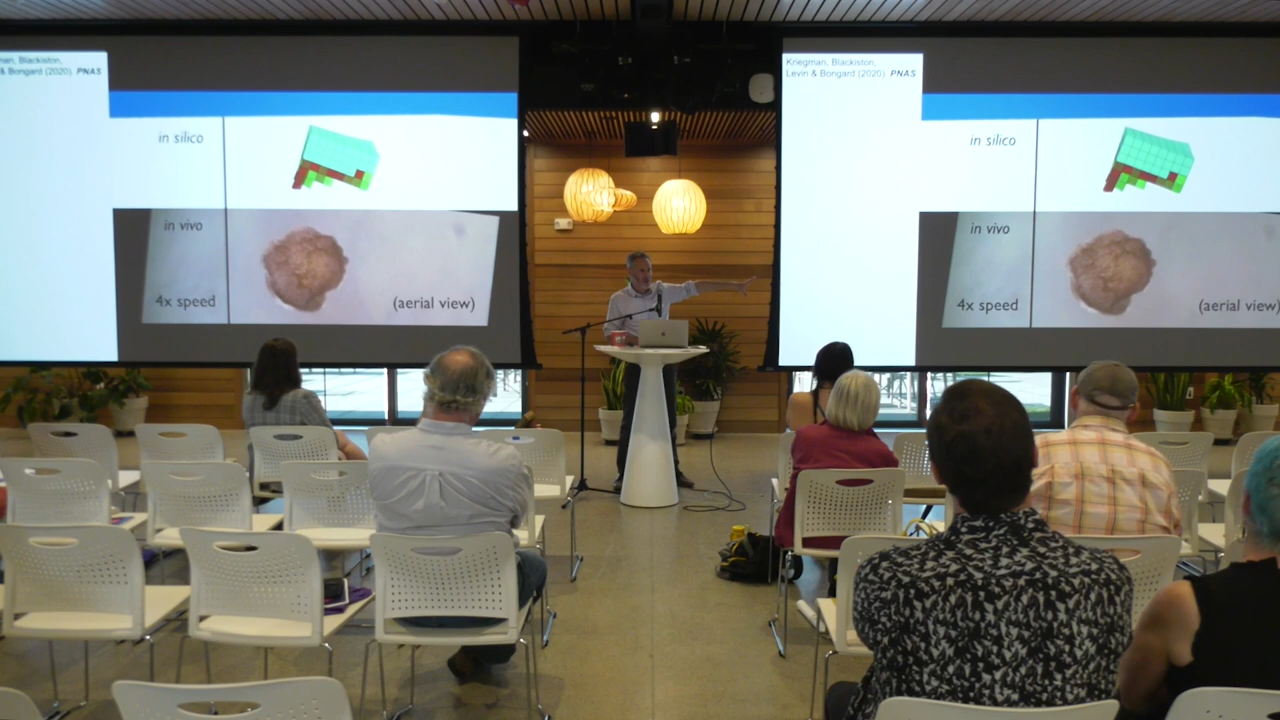 man, Blackiston,
& Bongard (2020) PNAS
in silico
in vivo
4x speed
(aerial view)
Kriegman, Blackiston,
Levin & Bongard (2020) PNAS
in silico
in vivo
4x speed
(aerial view)